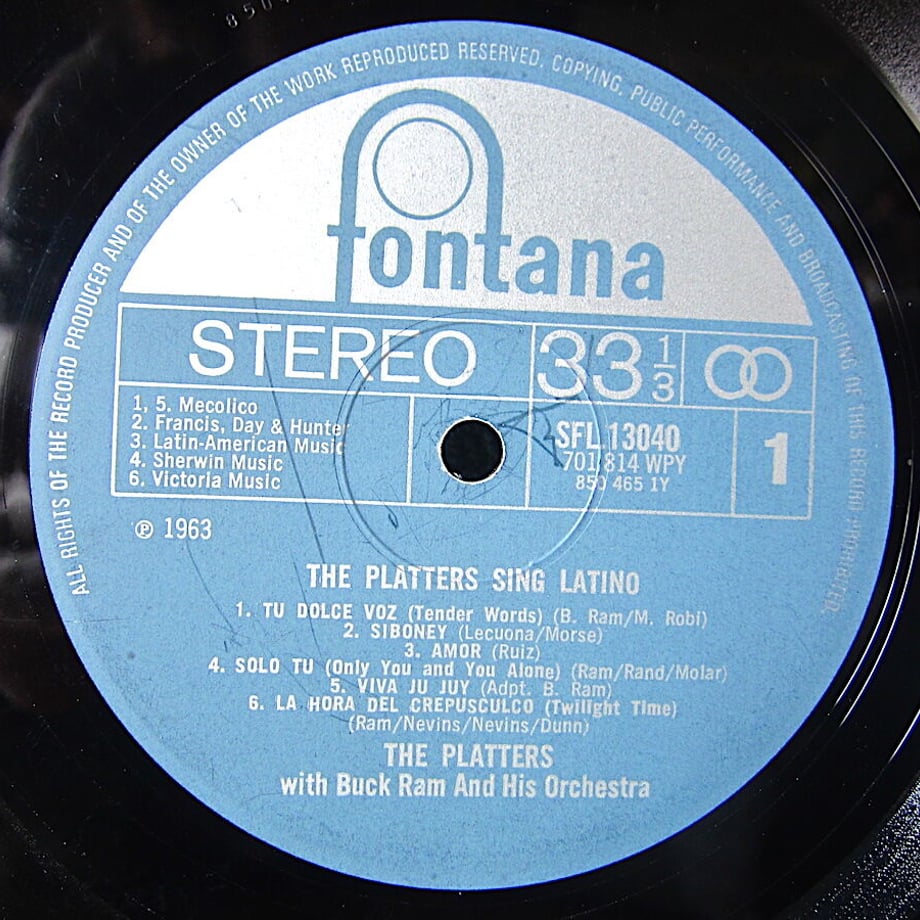 8504
ALL RIGHTS OF THE RECORD PRODUCER AND OF THE OWNER OF THE WORK REPRODUCED RESERVED. COPYING, PUBLIC PERFORMANCE AND BROADCASTING OF THIS RECORD PROHIBITED.
fontana
STEREO 33 1/3
1, 5. Mecolico
2. Francis, Day & Hunter
3. Latin-American Music
4. Sherwin Music
6. Victoria Music
SFL.13040
701 814 WPY
850 465 1Y
1
℗ 1963
THE PLATTERS SING LATINO
1. TU DOLCE VOZ (Tender Words) (B. Ram/M. Robi)
2. SIBONEY (Lecuona/Morse)
3. AMOR (Ruiz)
4. SOLO TU (Only You and You Alone) (Ram/Rand/Molar)
5. VIVA JU JUY (Adpt. B. Ram)
6. LA HORA DEL CREPUSCULCO (Twilight Time)
(Ram/Nevins/Nevins/Dunn)
THE PLATTERS
with Buck Ram And His Orchestra